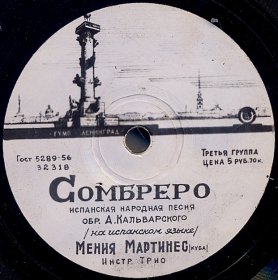 ГУМП - ЛЕНИНГРАД
Гост 5289-56
32318
Третья группа
Цена 5 руб. 70 к.
Сомбреро
испанская народная песня
обр. А. Кальварского
/на испанском языке/
Мения Мартинес (куба)
Инстр. Трио